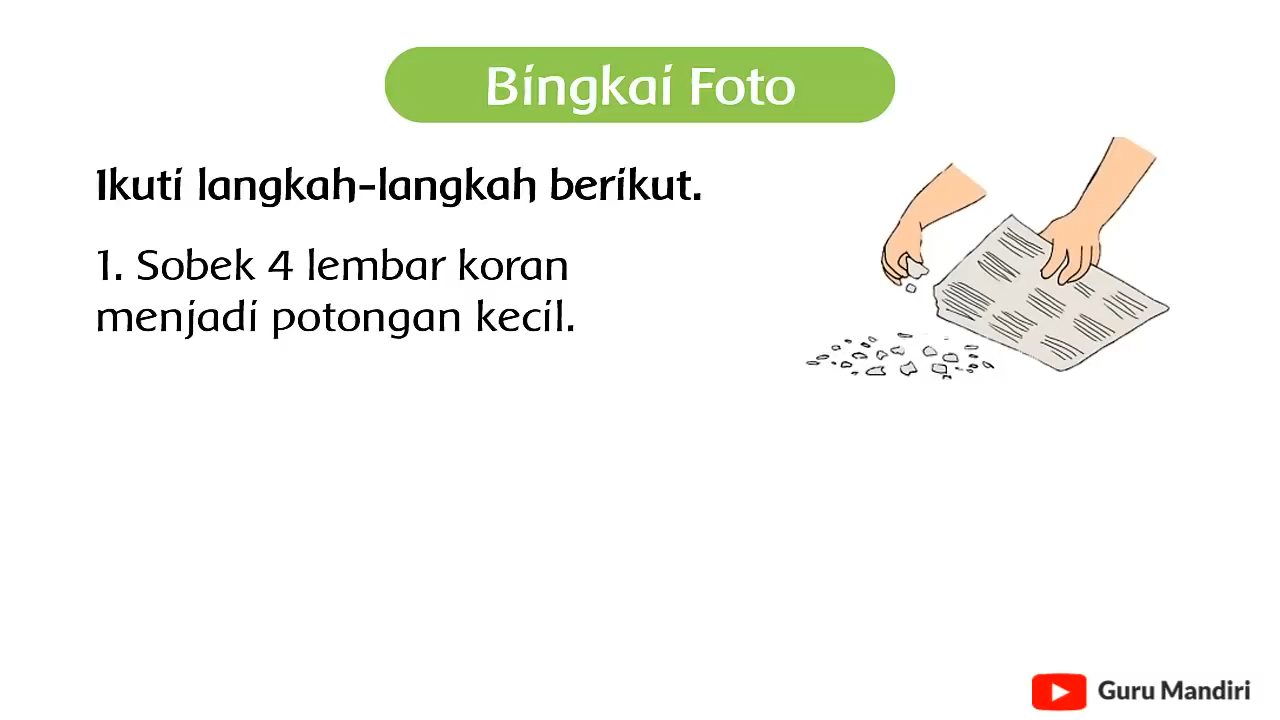 Bingkai Foto
Ikuti langkah-langkah berikut.
1. Sobek 4 lembar koran
menjadi potongan kecil.
Guru Mandiri